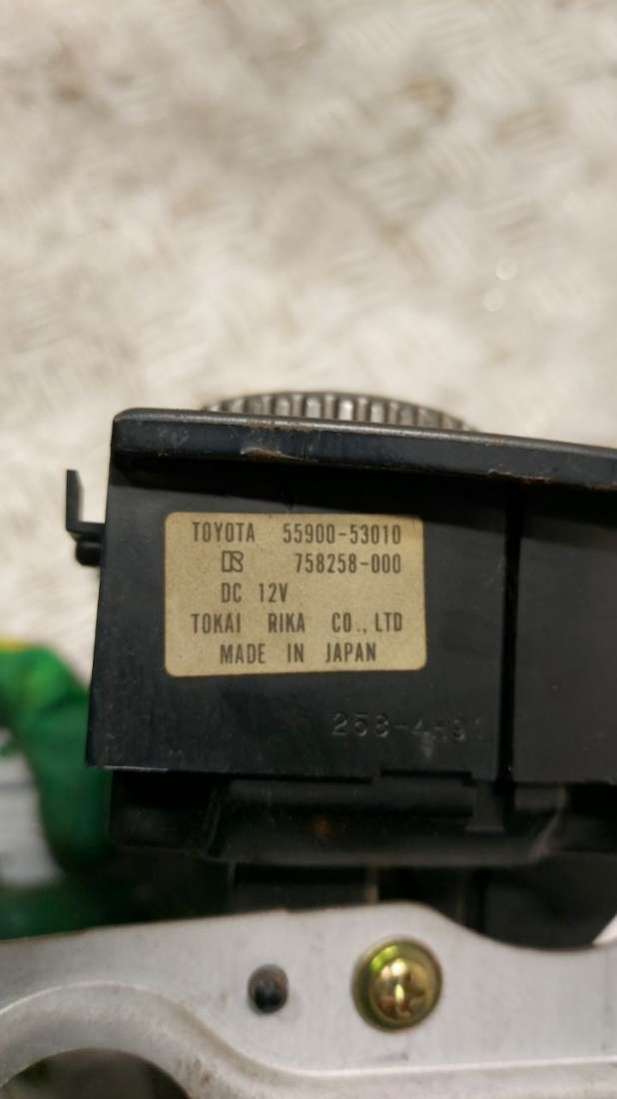 TOYOTA 55900-53010
758258-000
DC 12V
TOKAI RIKA CO., LTD
MADE IN JAPAN